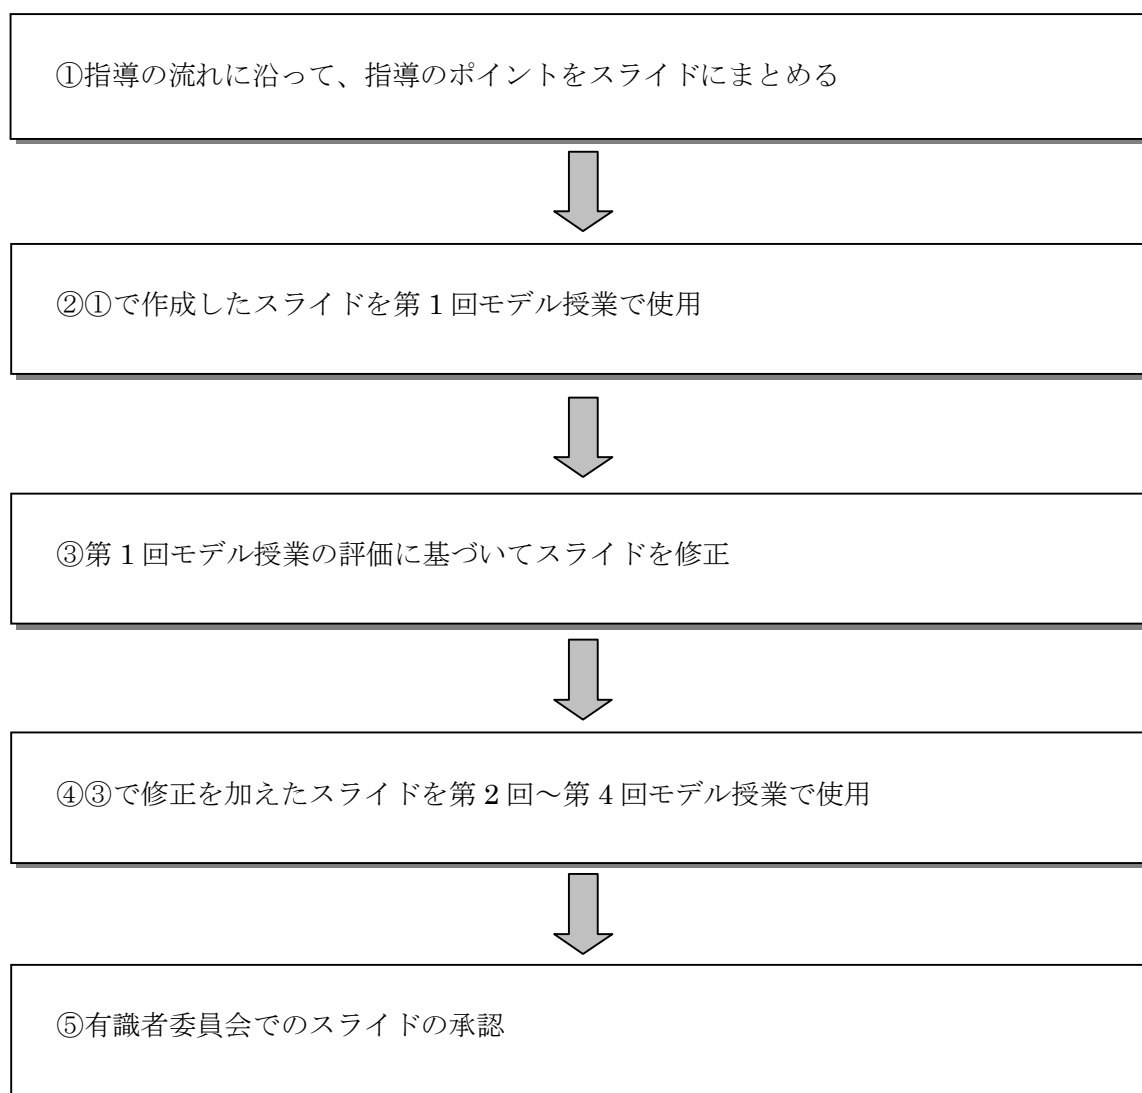 ①指導の流れに沿って、指導のポイントをスライドにまとめる
②①で作成したスライドを第1回モデル授業で使用
③第1回モデル授業の評価に基づいてスライドを修正
④③で修正を加えたスライドを第2回～第4回モデル授業で使用
⑤有識者委員会でのスライドの承認